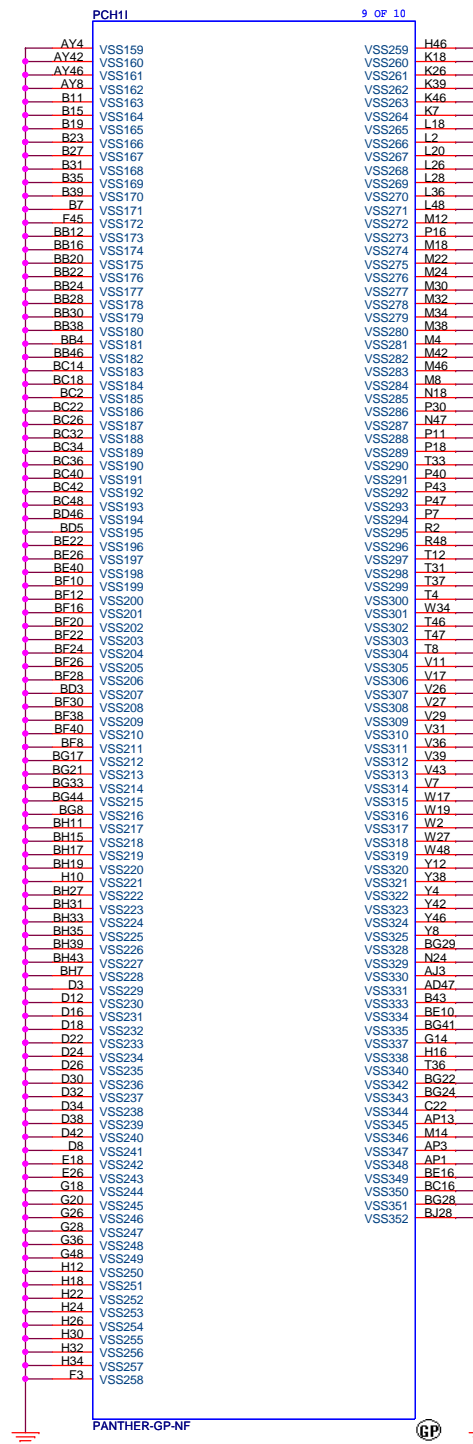 PCH1I 9 OF 10
AY4 VSS159 VSS259 H46
AY42 VSS160 VSS260 K18
AY46 VSS161 VSS261 K26
AY8 VSS162 VSS262 K39
B11 VSS163 VSS263 K46
B15 VSS164 VSS264 K7
B19 VSS165 VSS265 L18
B23 VSS166 VSS266 L2
B27 VSS167 VSS267 L20
B31 VSS168 VSS268 L26
B35 VSS169 VSS269 L28
B39 VSS170 VSS270 L36
B7 VSS171 VSS271 L48
F45 VSS172 VSS272 M12
BB12 VSS173 VSS273 P16
BB16 VSS174 VSS274 M18
BB20 VSS175 VSS275 M22
BB22 VSS176 VSS276 M24
BB24 VSS177 VSS277 M30
BB28 VSS178 VSS278 M32
BB30 VSS179 VSS279 M34
BB38 VSS180 VSS280 M38
BB4 VSS181 VSS281 M4
BB46 VSS182 VSS282 M42
BC14 VSS183 VSS283 M46
BC18 VSS184 VSS284 M8
BC2 VSS185 VSS285 N18
BC22 VSS186 VSS286 P30
BC26 VSS187 VSS287 N47
BC32 VSS188 VSS288 P11
BC34 VSS189 VSS289 P18
BC36 VSS190 VSS290 T33
BC40 VSS191 VSS291 P40
BC42 VSS192 VSS292 P43
BC48 VSS193 VSS293 P47
BD46 VSS194 VSS294 P7
BD5 VSS195 VSS295 R2
BE22 VSS196 VSS296 R48
BE26 VSS197 VSS297 T12
BE40 VSS198 VSS298 T31
BF10 VSS199 VSS299 T37
BF12 VSS200 VSS300 T4
BF16 VSS201 VSS301 W34
BF20 VSS202 VSS302 T46
BF22 VSS203 VSS303 T47
BF24 VSS204 VSS304 T8
BF26 VSS205 VSS305 V11
BF28 VSS206 VSS306 V17
BD3 VSS207 VSS307 V26
BF30 VSS208 VSS308 V27
BF38 VSS209 VSS309 V29
BF40 VSS210 VSS310 V31
BF8 VSS211 VSS311 V36
BG17 VSS212 VSS312 V39
BG21 VSS213 VSS313 V43
BG33 VSS214 VSS314 V7
BG44 VSS215 VSS315 W17
BG8 VSS216 VSS316 W19
BH11 VSS217 VSS317 W2
BH15 VSS218 VSS318 W27
BH17 VSS219 VSS319 W48
BH19 VSS220 VSS320 Y12
H10 VSS221 VSS321 Y38
BH27 VSS222 VSS322 Y4
BH31 VSS223 VSS323 Y42
BH33 VSS224 VSS324 Y46
BH35 VSS225 VSS325 Y8
BH39 VSS226 VSS328 BG29
BH43 VSS227 VSS329 N24
BH7 VSS228 VSS330 AJ3
D3 VSS229 VSS331 AD47
D12 VSS230 VSS333 B43
D16 VSS231 VSS334 BE10
D18 VSS232 VSS335 BG41
D22 VSS233 VSS337 G14
D24 VSS234 VSS338 H16
D26 VSS235 VSS340 T36
D30 VSS236 VSS342 BG22
D32 VSS237 VSS343 BG24
D34 VSS238 VSS344 C22
D38 VSS239 VSS345 AP13
D42 VSS240 VSS346 M14
D8 VSS241 VSS347 AP3
E18 VSS242 VSS348 AP1
E26 VSS243 VSS349 BE16
G18 VSS244 VSS350 BC16
G20 VSS245 VSS351 BG28
G26 VSS246 VSS352 BJ28
G28 VSS247
G36 VSS248
G48 VSS249
H12 VSS250
H18 VSS251
H22 VSS252
H24 VSS253
H26 VSS254
H30 VSS255
H32 VSS256
H34 VSS257
F3 VSS258
PANTHER-GP-NF GP